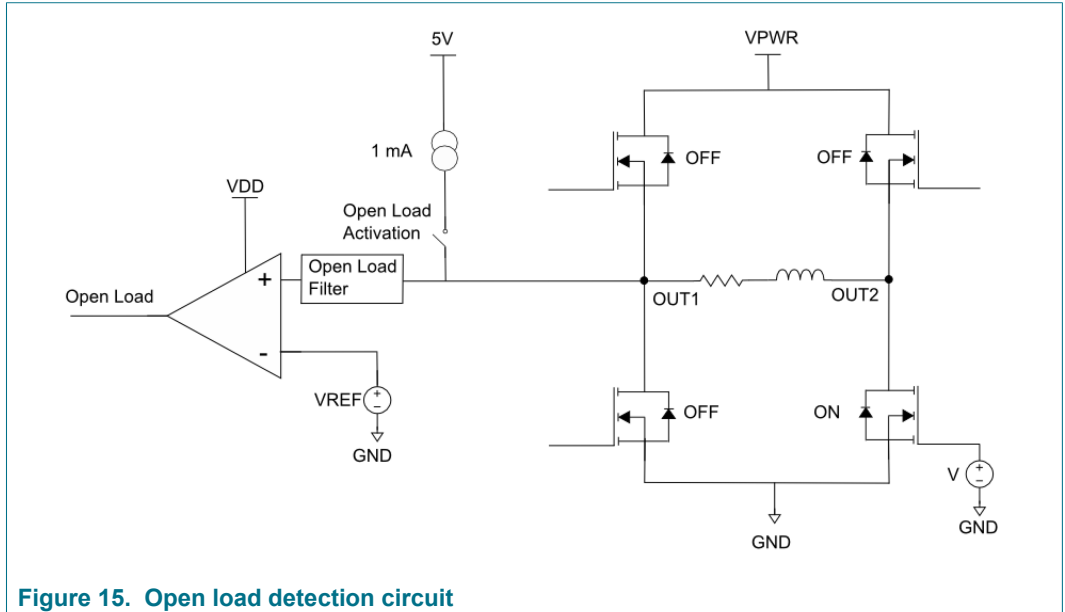 5V
VPWR
1 mA
OFF
OFF
VDD
Open Load
Activation
+
Open Load
Filter
Open Load
OUT1
OUT2
-
VREF
+
-
GND
OFF
ON
V
+
-
GND
GND
Figure 15. Open load detection circuit